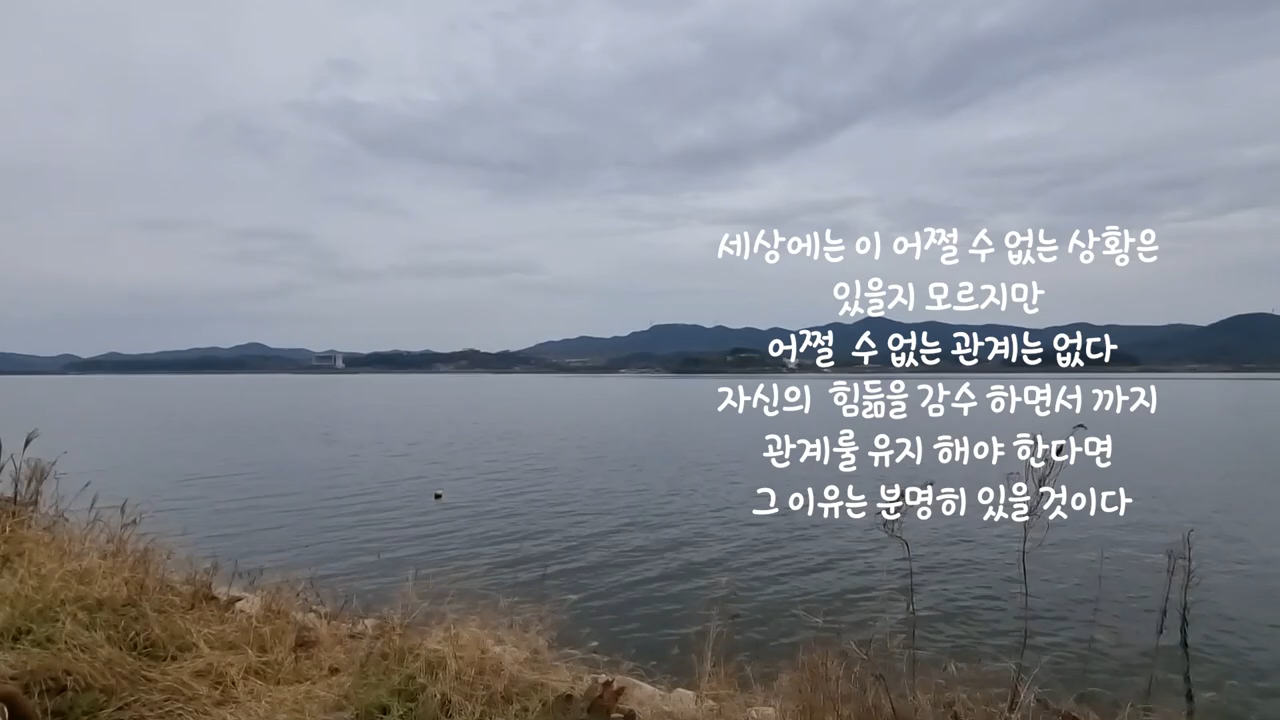 세상에는 이 어쩔 수 없는 상황은
있을지 모르지만
어쩔 수 없는 관계는 없다
자신의 힘듦을 감수 하면서 까지
관계룰 유지 해야 한다면
그 이유는 분명히 있을 것이다